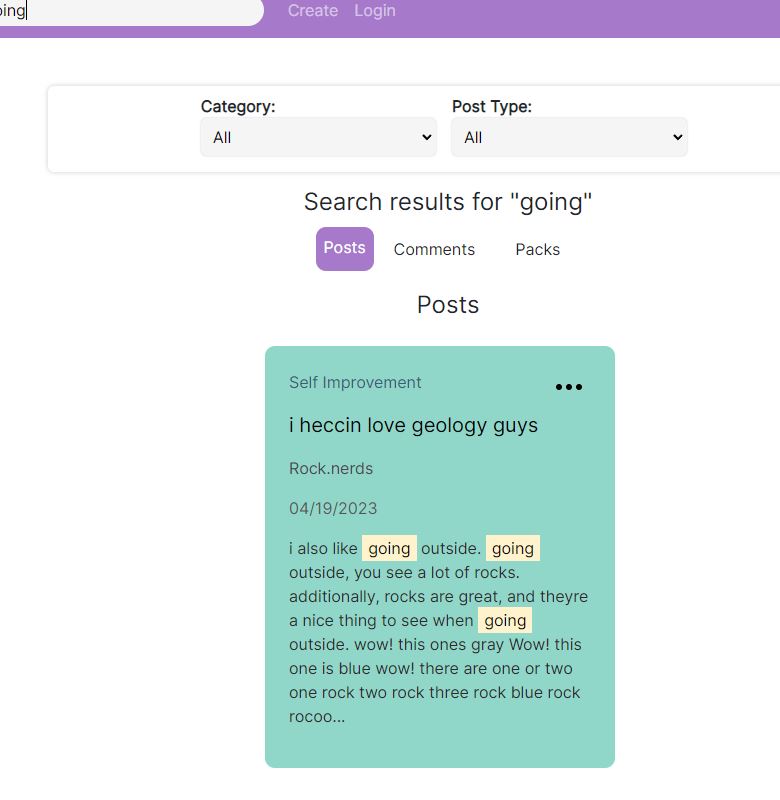 oing
Create Login
Category: Post Type:
All All
Search results for "going"
Posts Comments Packs
Posts
Self Improvement
i heccin love geology guys
Rock.nerds
04/19/2023
i also like going outside. going
outside, you see a lot of rocks.
additionally, rocks are great, and theyre
a nice thing to see when going
outside. wow! this ones gray Wow! this
one is blue wow! there are one or two
one rock two rock three rock blue rock
rocoo...